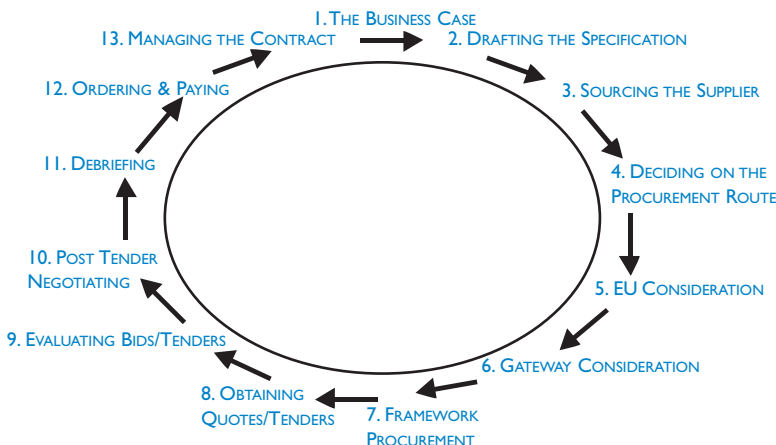 1. The Business Case
2. Drafting the Specification
3. Sourcing the Supplier
4. Deciding on the
Procurement Route
5. EU Consideration
6. Gateway Consideration
7. Framework
Procurement
8. Obtaining
Quotes/Tenders
9. Evaluating Bids/Tenders
10. Post Tender
Negotiating
11. Debriefing
12. Ordering & Paying
13. Managing the Contract